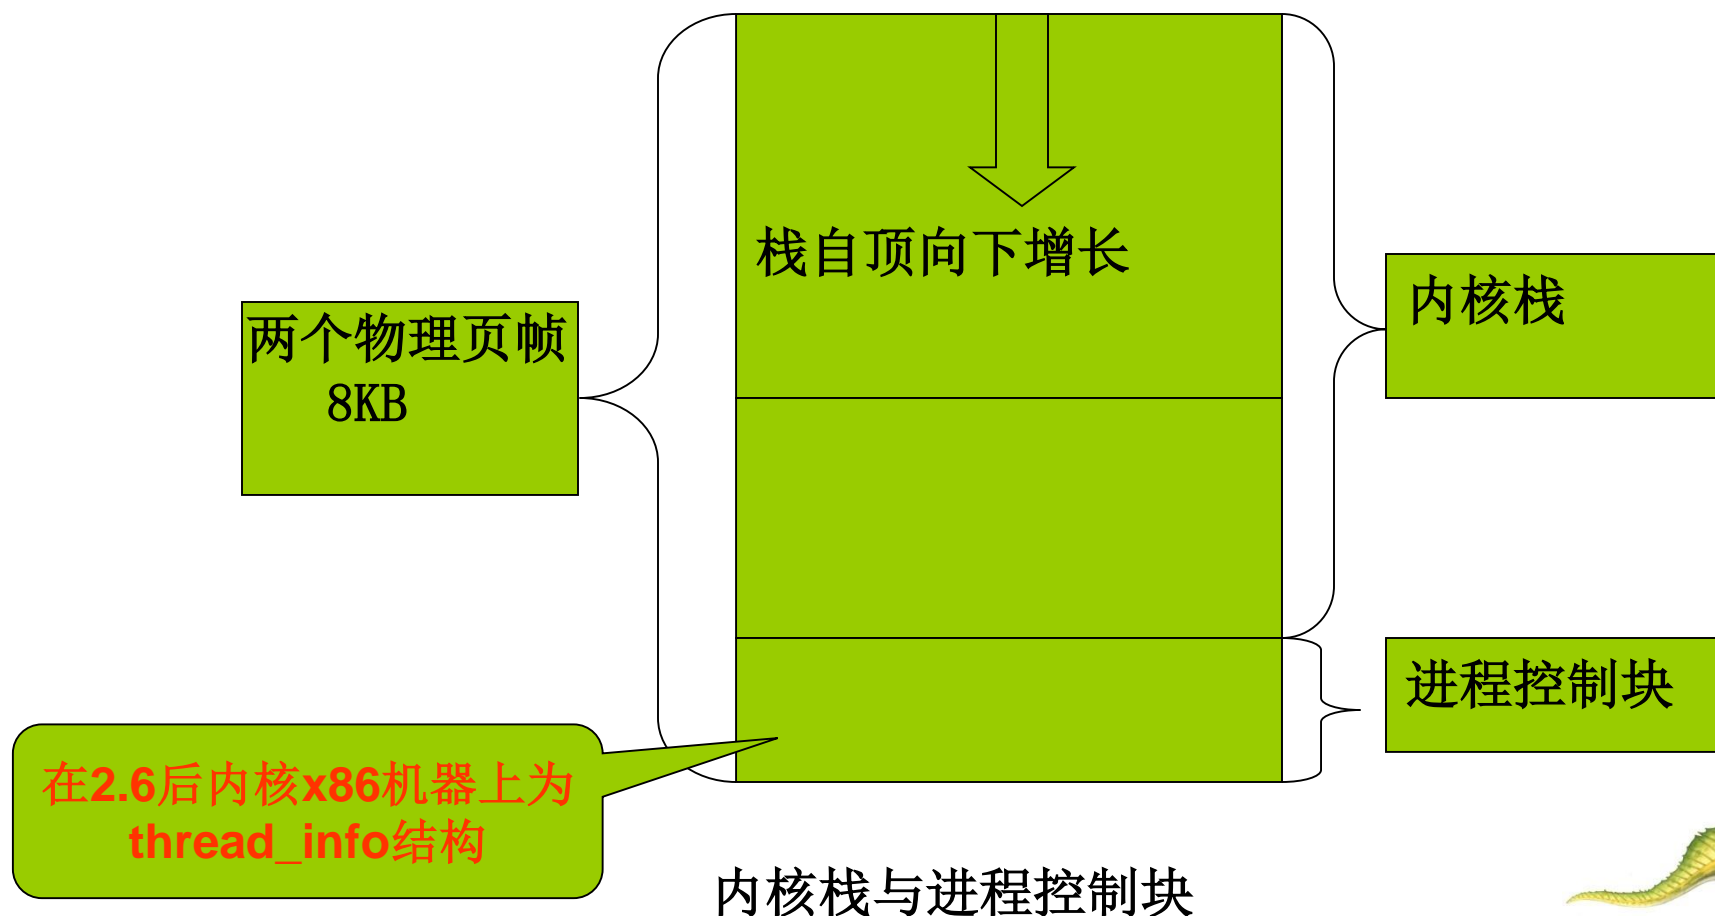 栈自顶向下增长
两个物理页帧
8KB
内核栈
进程控制块
在2.6后内核x86机器上为
thread_info结构
内核栈与进程控制块